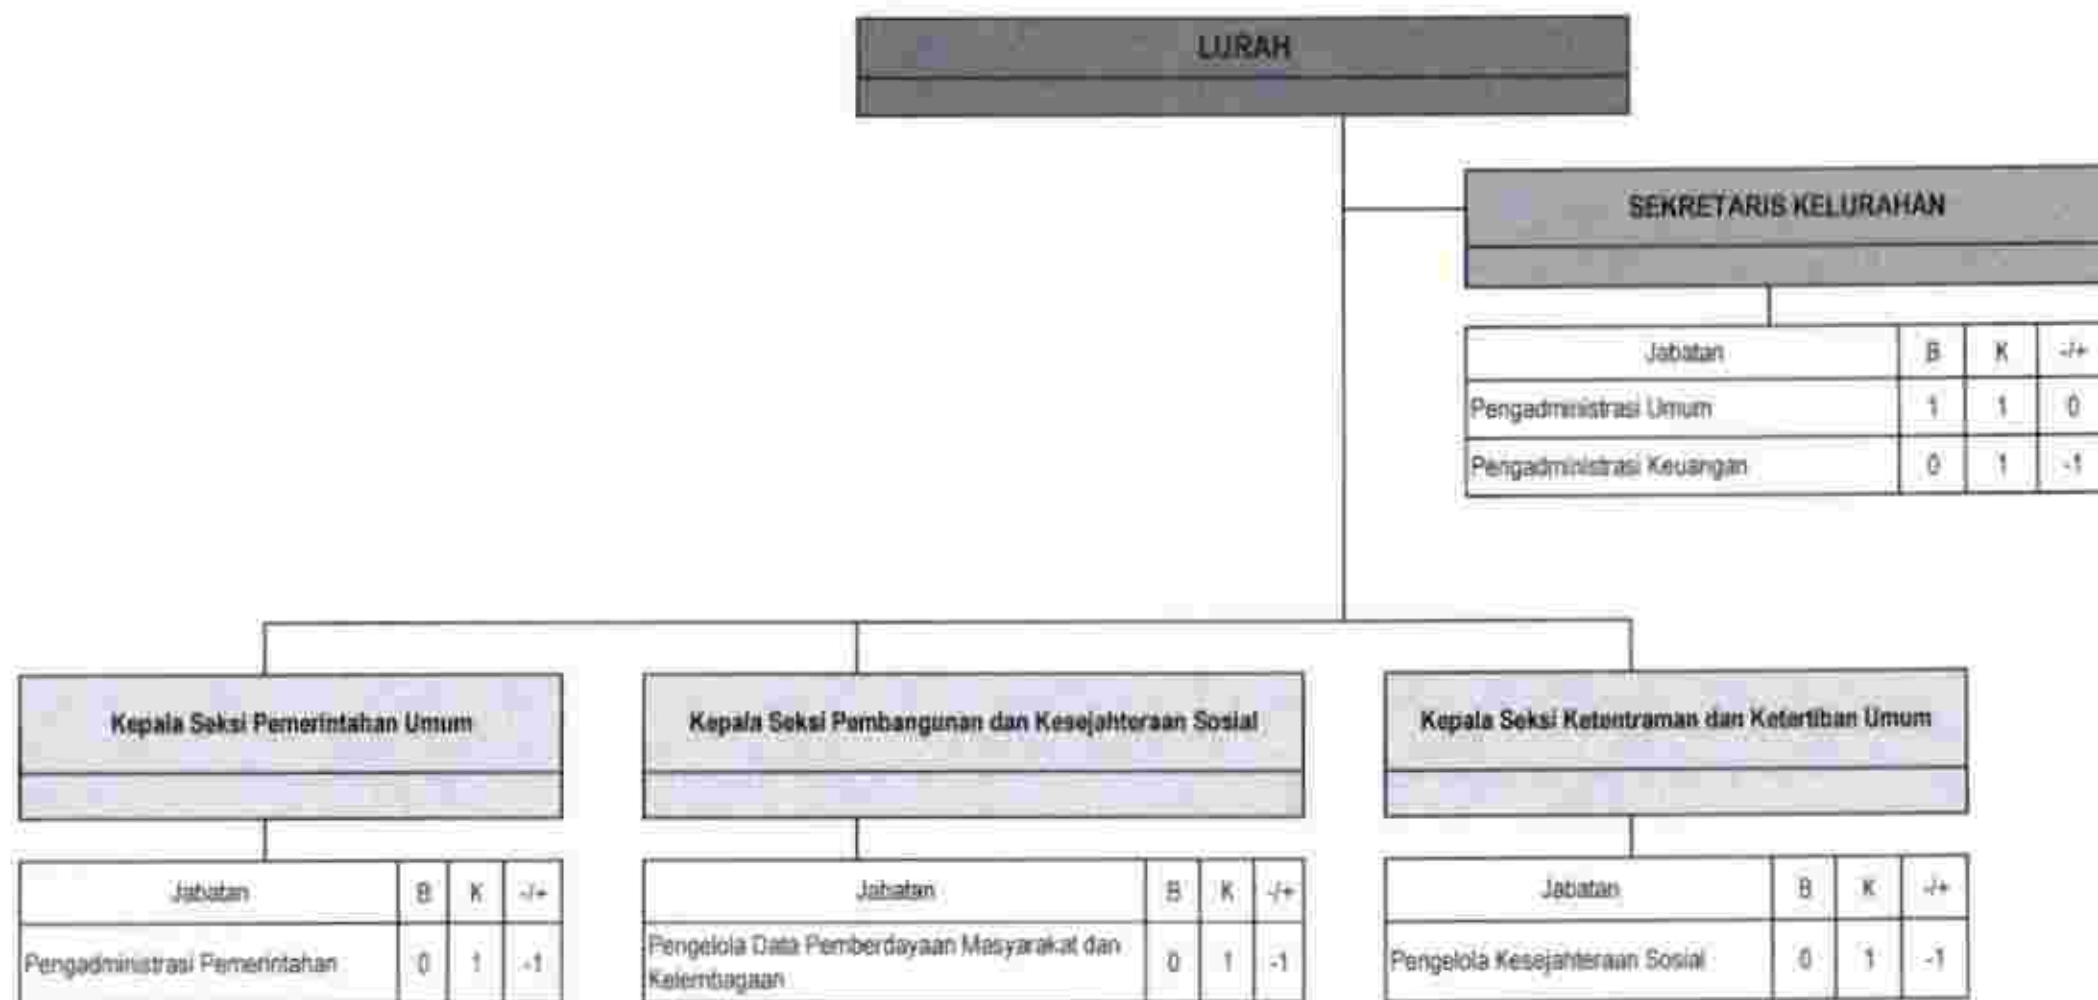 LURAH
SEKRETARIS KELURAHAN
Jabatan B K -/+
Pengadministrasi Umum 1 1 0
Pengadministrasi Keuangan 0 1 -1
Kepala Seksi Pemerintahan Umum
Jabatan B K -/+
Pengadministrasi Pemerintahan 0 1 -1
Kepala Seksi Pembangunan dan Kesejahteraan Sosial
Jabatan B K -/+
Pengelola Data Pemberdayaan Masyarakat dan
Kelembagaan 0 1 -1
Kepala Seksi Ketentraman dan Ketertiban Umum
Jabatan B K -/+
Pengelola Kesejahteraan Sosial 0 1 -1